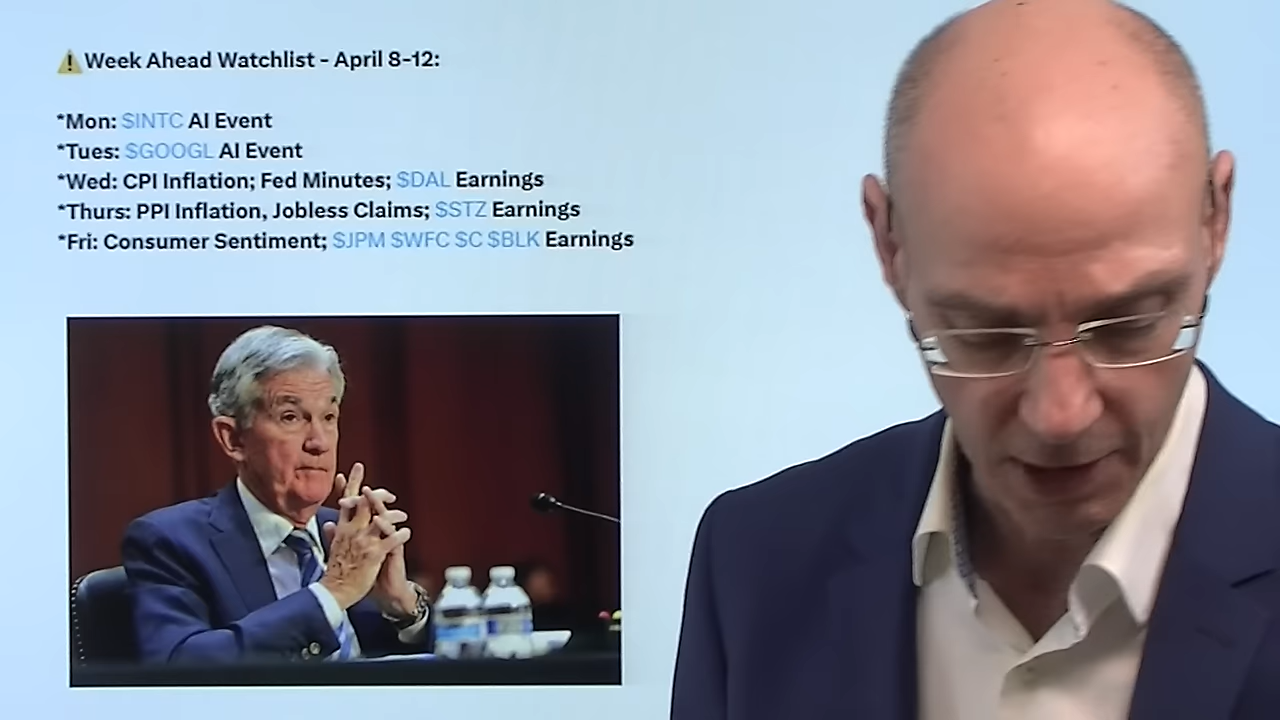 ⚠️Week Ahead Watchlist - April 8-12:
*Mon: $INTC AI Event
*Tues: $GOOGL AI Event
*Wed: CPI Inflation; Fed Minutes; $DAL Earnings
*Thurs: PPI Inflation, Jobless Claims; $STZ Earnings
*Fri: Consumer Sentiment; $JPM $WFC $C $BLK Earnings